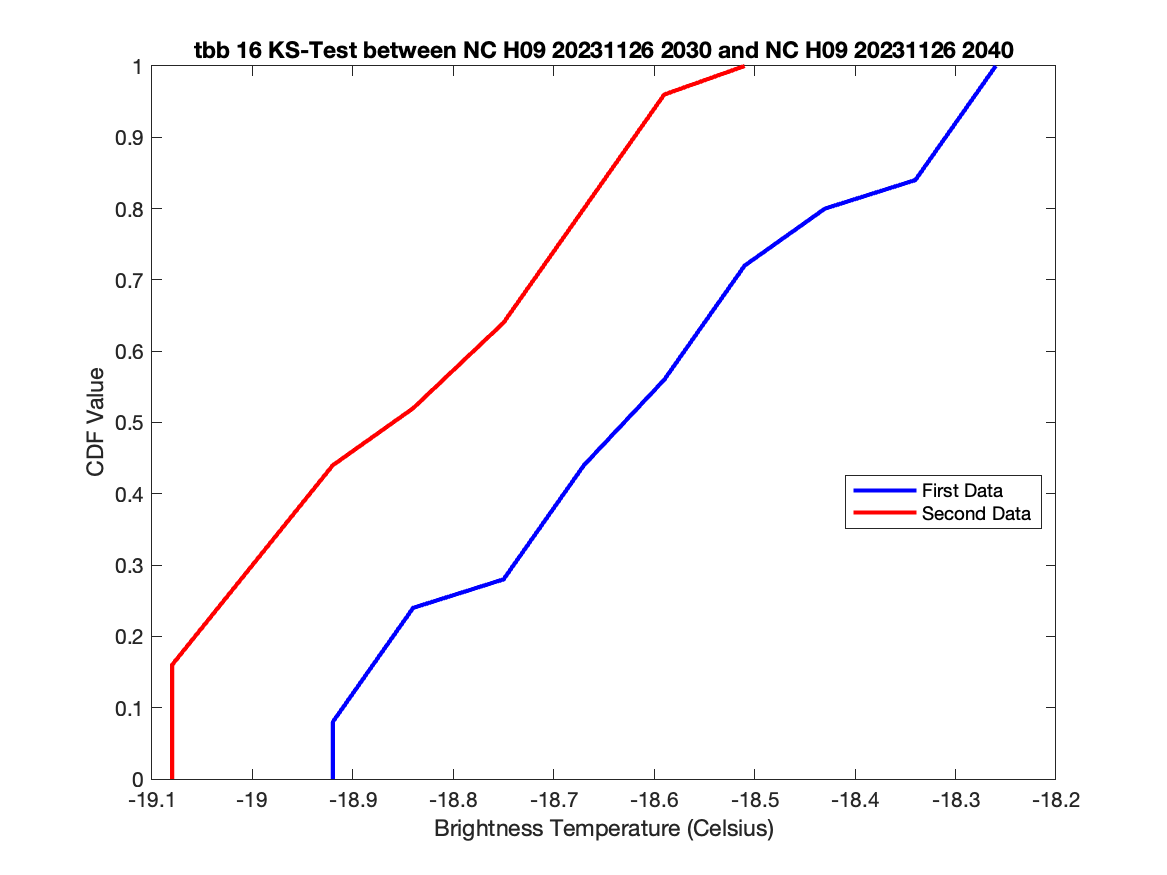 tbb 16 KS-Test between NC H09 20231126 2030 and NC H09 20231126 2040
1
0.9
0.8
0.7
0.6
0.5
0.4
0.3
0.2
0.1
0
CDF Value
First Data
Second Data
-19.1 -19 -18.9 -18.8 -18.7 -18.6 -18.5 -18.4 -18.3 -18.2
Brightness Temperature (Celsius)